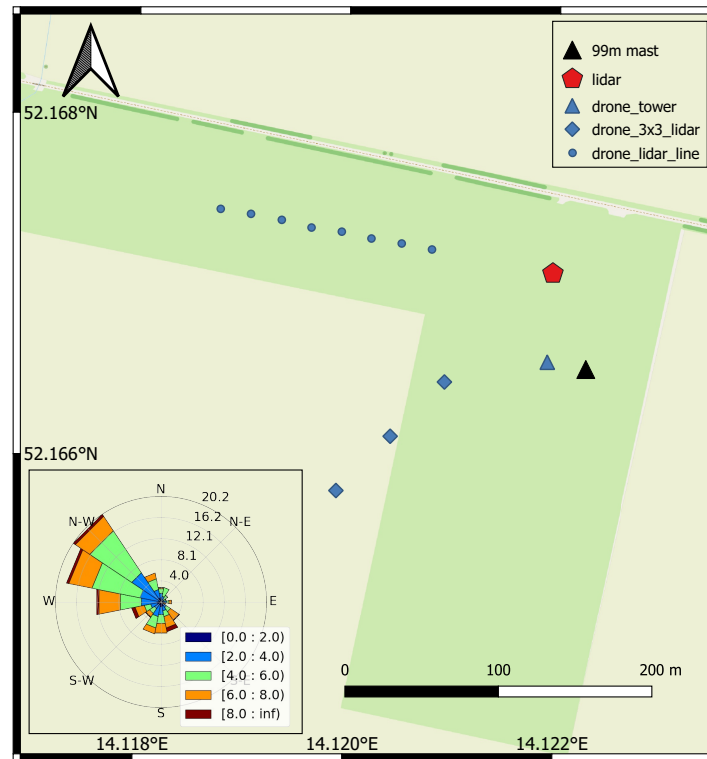 99m mast
lidar
drone_tower
drone_3x3_lidar
drone_lidar_line
52.168°N
52.166°N
N
20.2
N-W
16.2
N-E
12.1
8.1
4.0
W
E
[0.0 : 2.0)
[2.0 : 4.0)
[4.0 : 6.0)
S-W
S-E
[6.0 : 8.0)
[8.0 : inf)
S
0
100
200 m
14.118°E
14.120°E
14.122°E